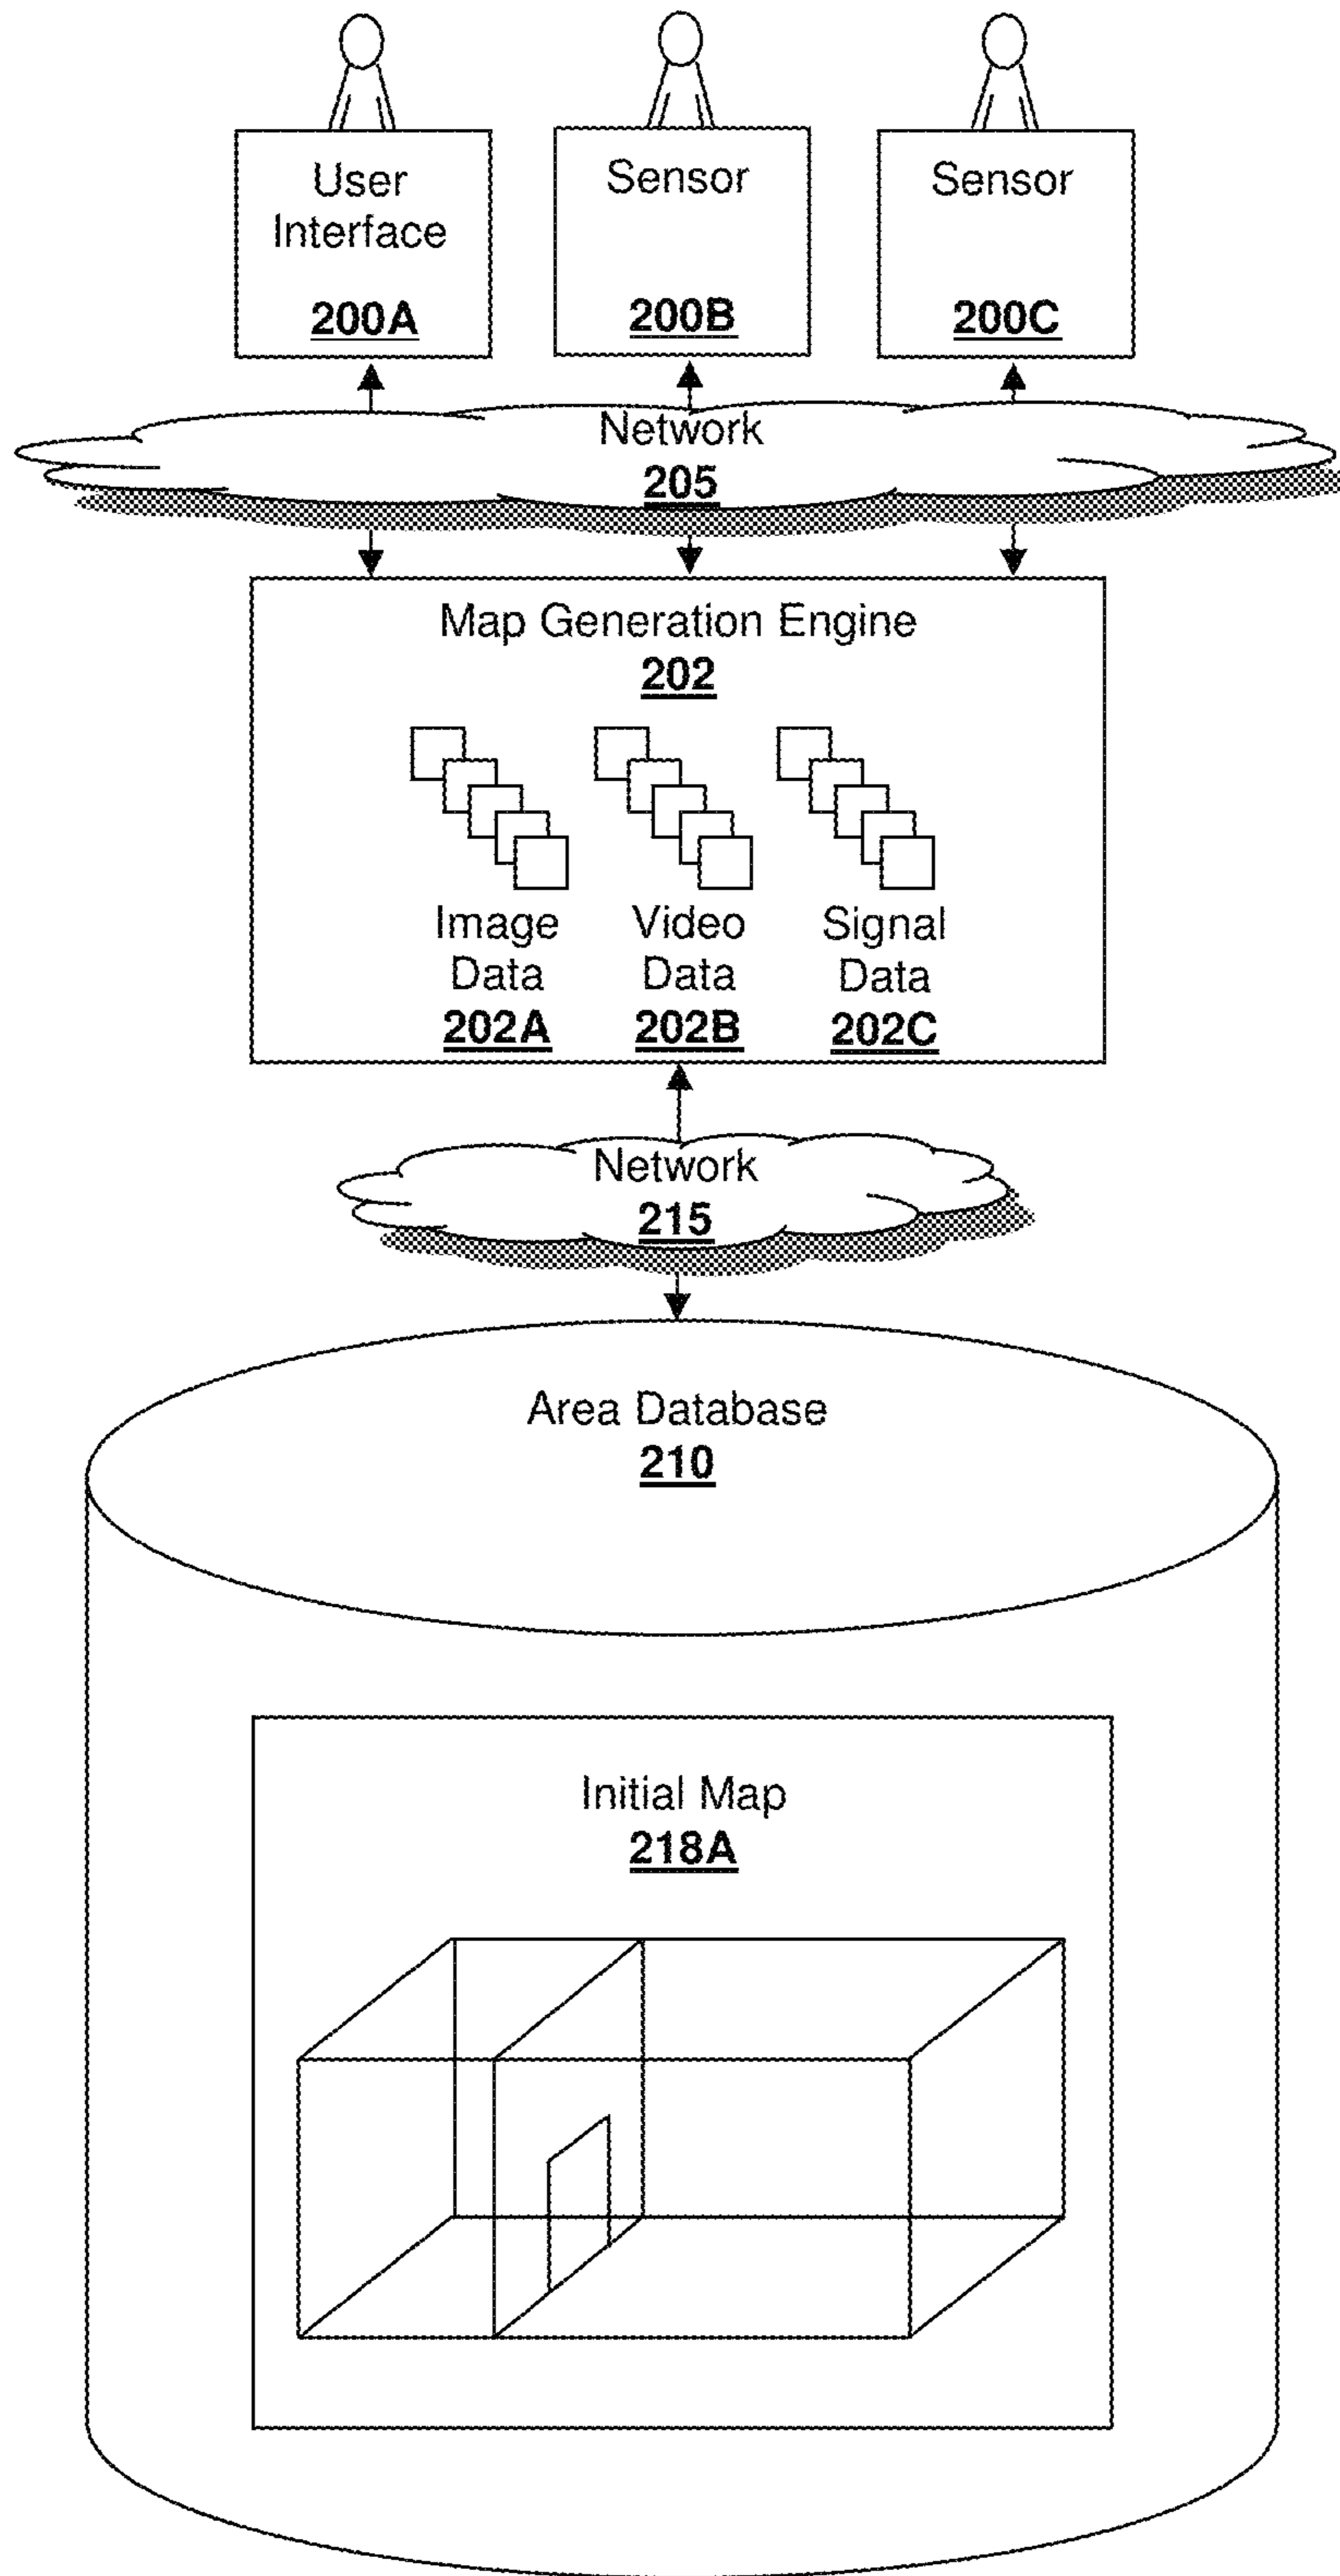 User
Interface
200A
Sensor
200B
Sensor
200C
Network
205
Map Generation Engine
202
Image
Data
202A
Video
Data
202B
Signal
Data
202C
Network
215
Area Database
210
Initial Map
218A